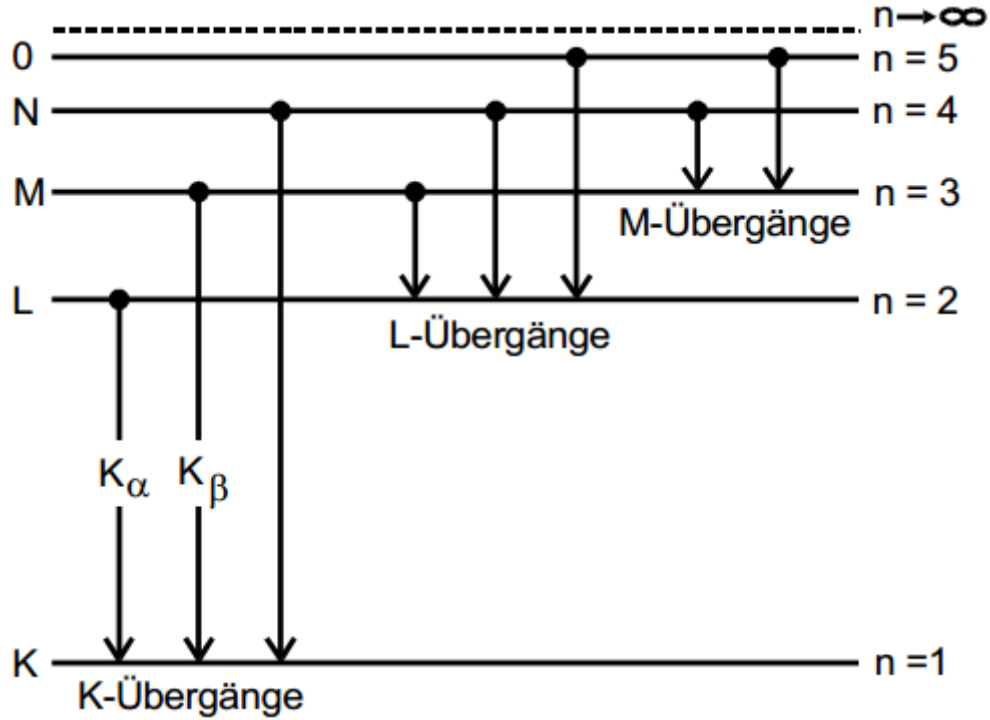 n→∞
0 n = 5
N n = 4
M n = 3
M-Übergänge
L n = 2
L-Übergänge
Kα Kβ
K n =1
K-Übergänge